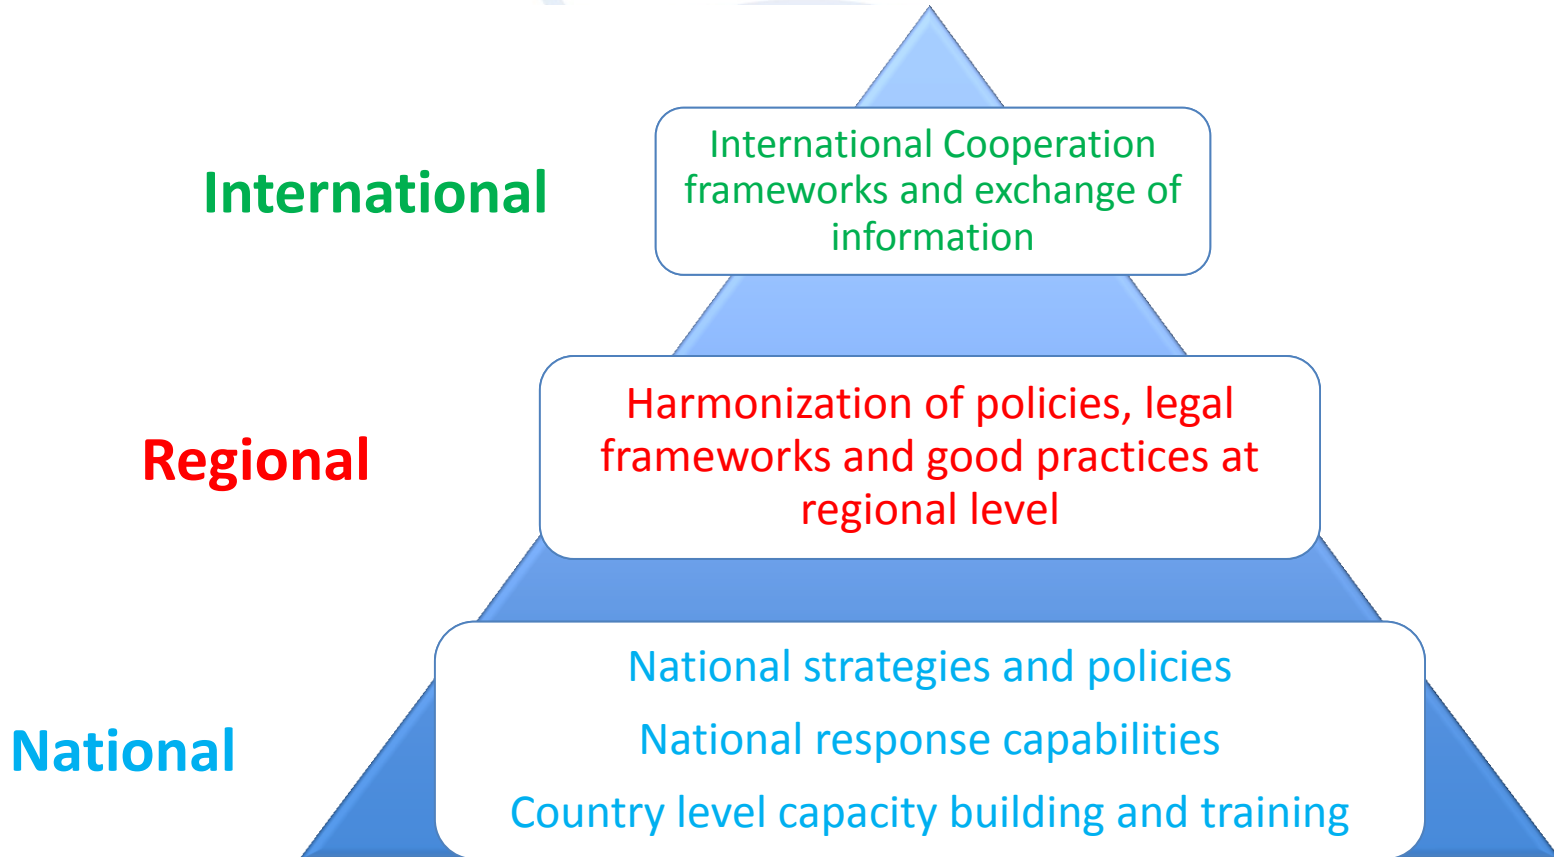 International
International Cooperation
frameworks and exchange of
information
Regional
Harmonization of policies, legal
frameworks and good practices at
regional level
National
National strategies and policies
National response capabilities
Country level capacity building and training